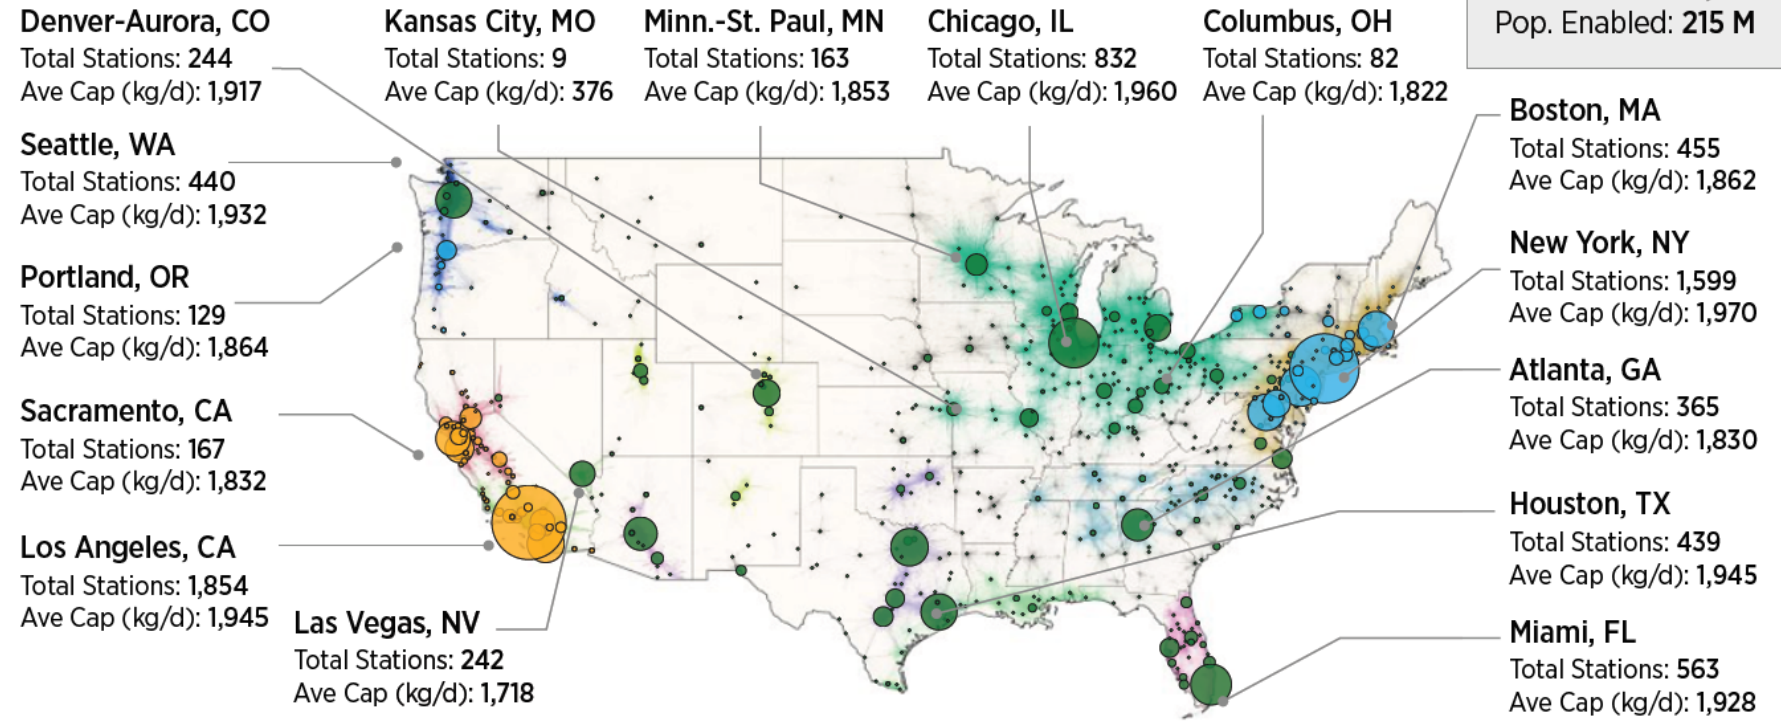 Denver-Aurora, CO
Total Stations: 244
Ave Cap (kg/d): 1,917
Kansas City, MO
Total Stations: 9
Ave Cap (kg/d): 376
Minn.-St. Paul, MN
Total Stations: 163
Ave Cap (kg/d): 1,853
Chicago, IL
Total Stations: 832
Ave Cap (kg/d): 1,960
Columbus, OH
Total Stations: 82
Ave Cap (kg/d): 1,822
Pop. Enabled: 215 M
Seattle, WA
Total Stations: 440
Ave Cap (kg/d): 1,932
Portland, OR
Total Stations: 129
Ave Cap (kg/d): 1,864
Sacramento, CA
Total Stations: 167
Ave Cap (kg/d): 1,832
Los Angeles, CA
Total Stations: 1,854
Ave Cap (kg/d): 1,945
Las Vegas, NV
Total Stations: 242
Ave Cap (kg/d): 1,718
Boston, MA
Total Stations: 455
Ave Cap (kg/d): 1,862
New York, NY
Total Stations: 1,599
Ave Cap (kg/d): 1,970
Atlanta, GA
Total Stations: 365
Ave Cap (kg/d): 1,830
Houston, TX
Total Stations: 439
Ave Cap (kg/d): 1,945
Miami, FL
Total Stations: 563
Ave Cap (kg/d): 1,928